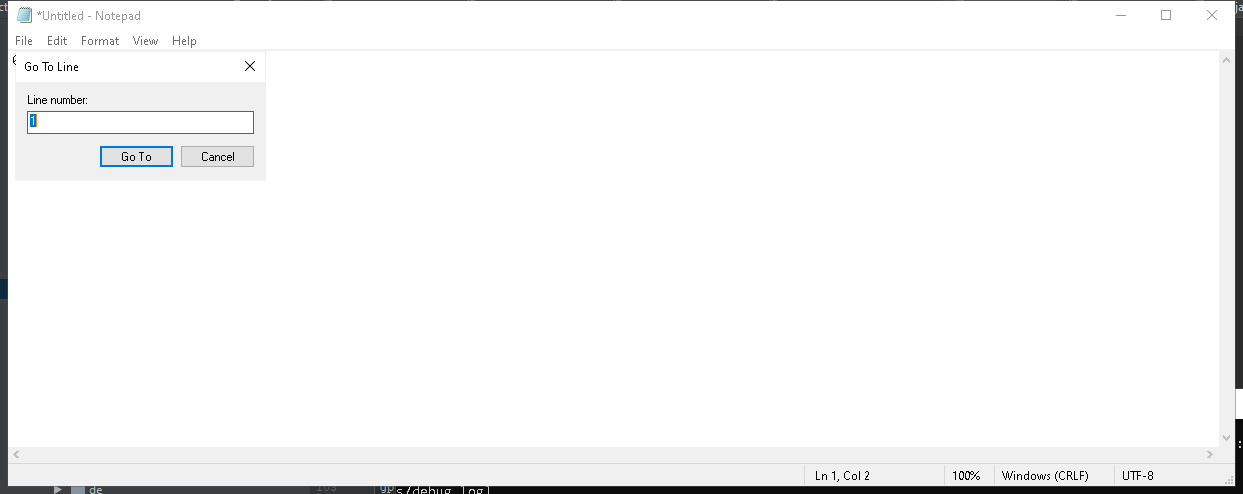 *Untitled - Notepad
File Edit Format View Help
Go To Line
Line number:
1
Go To Cancel
Ln 1, Col 2 100% Windows (CRLF) UTF-8
de 103 s/debug.log]